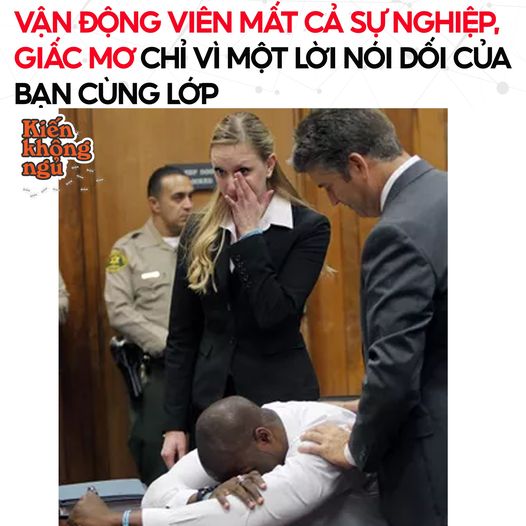 VẬN ĐỘNG VIÊN MẤT CẢ SỰ NGHIỆP,
GIẤC MƠ CHỈ VÌ MỘT LỜI NÓI DỐI CỦA
BẠN CÙNG LỚP
Kiến
không
ngủ